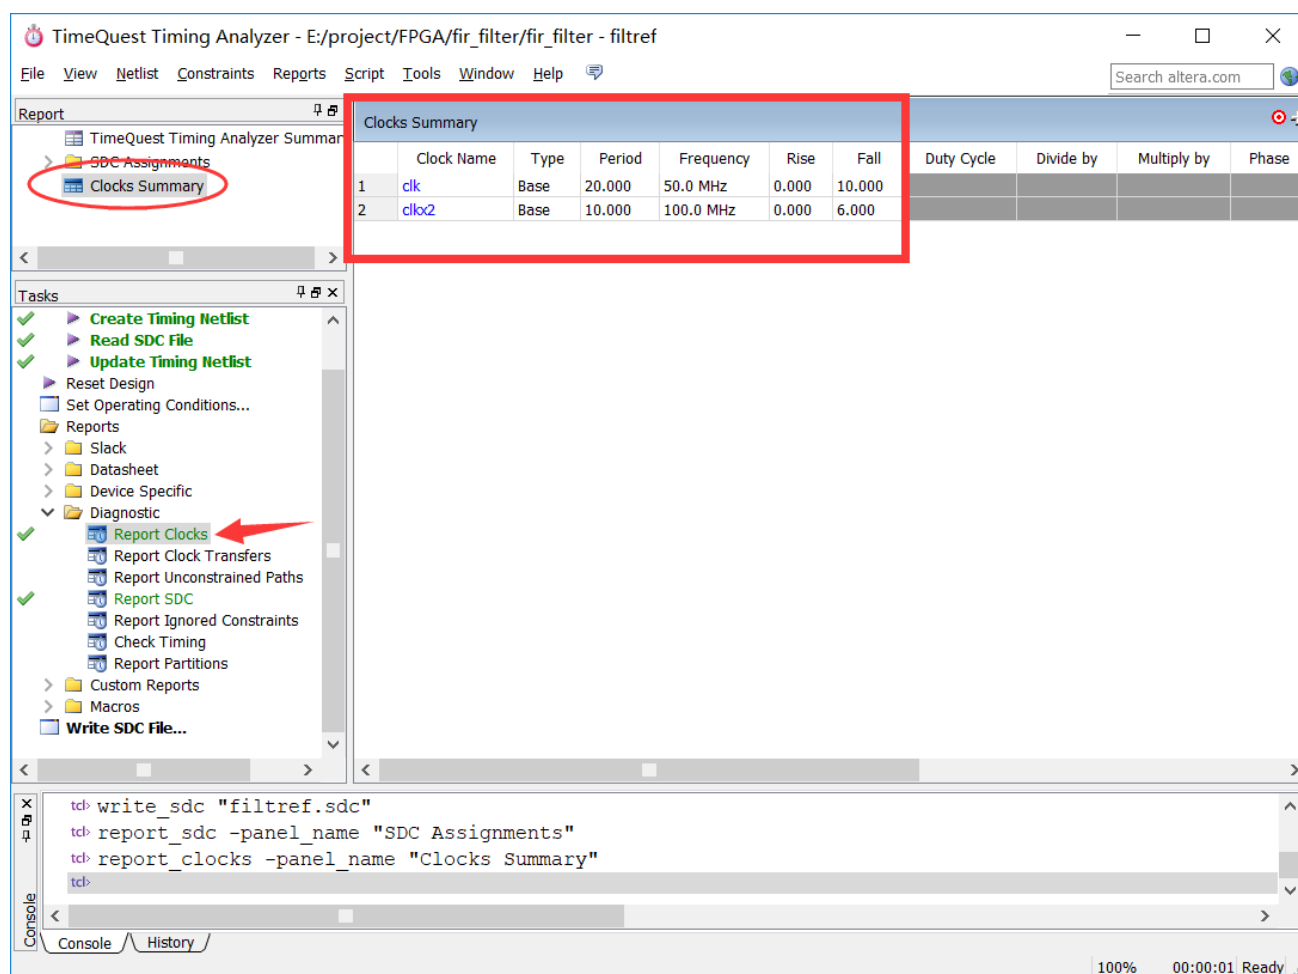 TimeQuest Timing Analyzer - E:/project/FPGA/fir_filter/fir_filter - filtref
File View Netlist Constraints Reports Script Tools Window Help
Search altera.com
Report
TimeQuest Timing Analyzer Summar
SDC Assignments
Clocks Summary
Clocks Summary
Clock Name Type Period Frequency Rise Fall Duty Cycle Divide by Multiply by Phase
1 clk Base 20.000 50.0 MHz 0.000 10.000
2 clkx2 Base 10.000 100.0 MHz 0.000 6.000
Tasks
Create Timing Netlist
Read SDC File
Update Timing Netlist
Reset Design
Set Operating Conditions...
Reports
Slack
Datasheet
Device Specific
Diagnostic
Report Clocks
Report Clock Transfers
Report Unconstrained Paths
Report SDC
Report Ignored Constraints
Check Timing
Report Partitions
Custom Reports
Macros
Write SDC File...
tcl> write_sdc "filtref.sdc"
tcl> report_sdc -panel_name "SDC Assignments"
tcl> report_clocks -panel_name "Clocks Summary"
tcl>
Console
Console History
100% 00:00:01 Ready